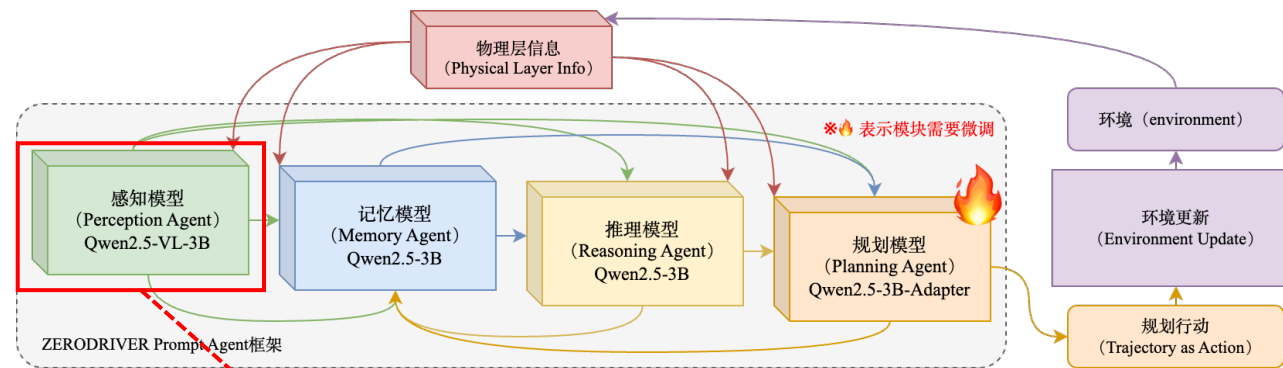 物理层信息
（Physical Layer Info）
※🔥 表示模块需要微调
环境（environment）
感知模型
（Perception Agent）
Qwen2.5-VL-3B
记忆模型
（Memory Agent）
Qwen2.5-3B
推理模型
（Reasoning Agent）
Qwen2.5-3B
规划模型
（Planning Agent）
Qwen2.5-3B-Adapter
环境更新
（Environment Update）
规划行动
（Trajectory as Action）
ZERODRIVER Prompt Agent框架